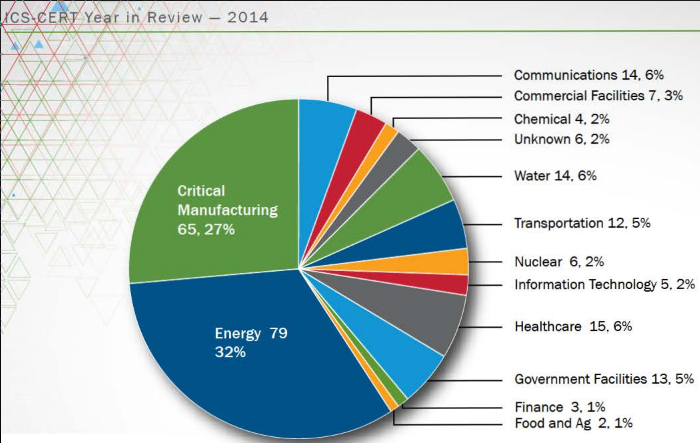 ICS-CERT Year in Review — 2014
Communications 14, 6%
Commercial Facilities 7, 3%
Chemical 4, 2%
Unknown 6, 2%
Water 14, 6%
Transportation 12, 5%
Nuclear 6, 2%
Information Technology 5, 2%
Healthcare 15, 6%
Government Facilities 13, 5%
Finance 3, 1%
Food and Ag 2, 1%
Energy 79
32%
Critical
Manufacturing
65, 27%